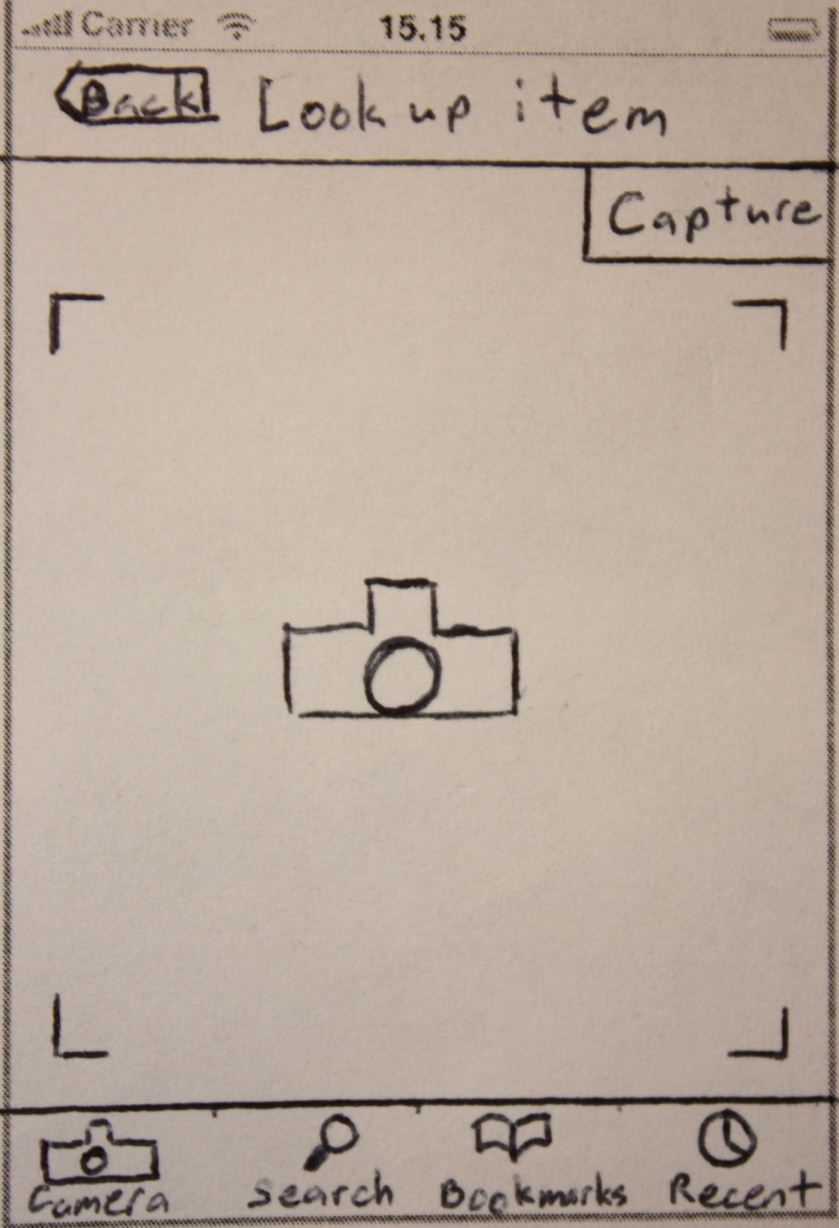 Carrier 15.15
Back Look up item
Capture
Camera Search Bookmarks Recent